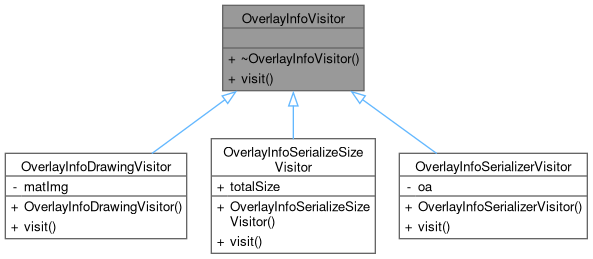 OverlayInfoVisitor
+ ~OverlayInfoVisitor()
+ visit()
OverlayInfoDrawingVisitor
- matImg
+ OverlayInfoDrawingVisitor()
+ visit()
OverlayInfoSerializeSize
Visitor
+ totalSize
+ OverlayInfoSerializeSize
Visitor()
+ visit()
OverlayInfoSerializerVisitor
- oa
+ OverlayInfoSerializerVisitor()
+ visit()